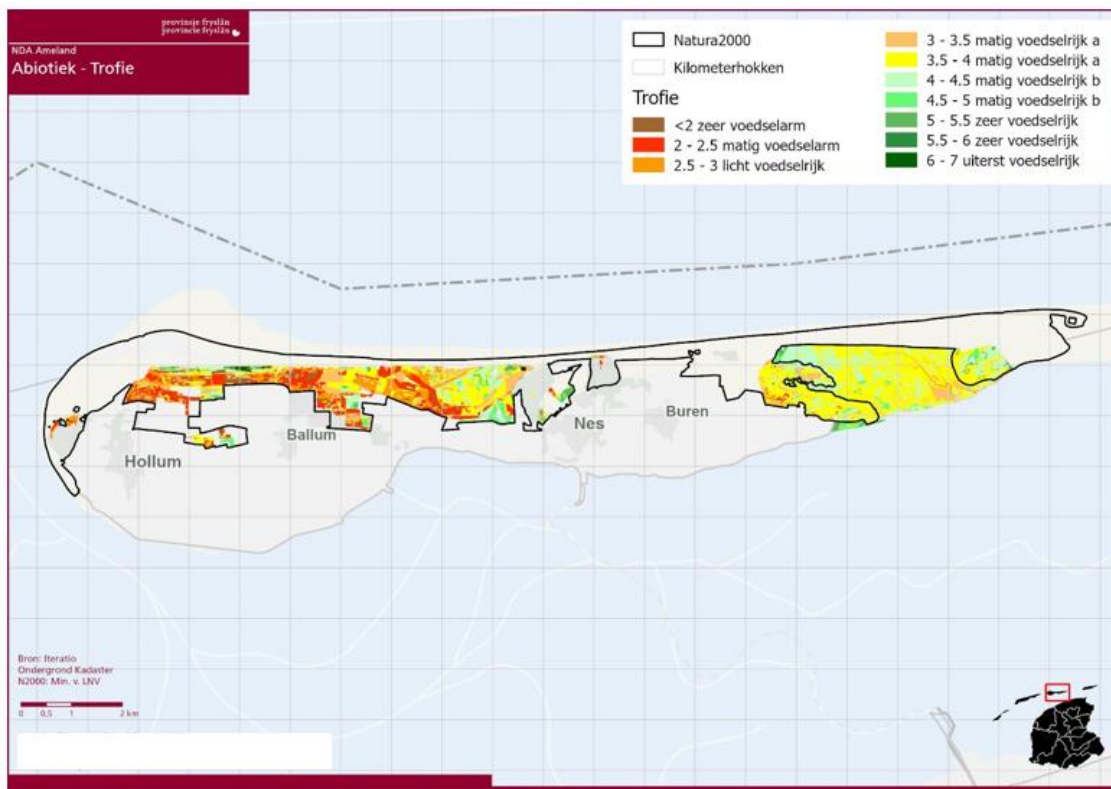 provinsje fryslân
provincie fryslân
NDA Ameland
Abiotiek - Trofie
Natura2000
Kilometerhokken
Trofie
<2 zeer voedselarm
2 - 2.5 matig voedselarm
2.5 - 3 licht voedselrijk
3 - 3.5 matig voedselrijk a
3.5 - 4 matig voedselrijk a
4 - 4.5 matig voedselrijk b
4.5 - 5 matig voedselrijk b
5 - 5.5 zeer voedselrijk
5.5 - 6 zeer voedselrijk
6 - 7 uiterst voedselrijk
Hollum
Ballum
Nes
Buren
Bron: Iteratio
Ondergrond Kadaster
N2000: Min. v. LNV
0 0,5 1 2 km